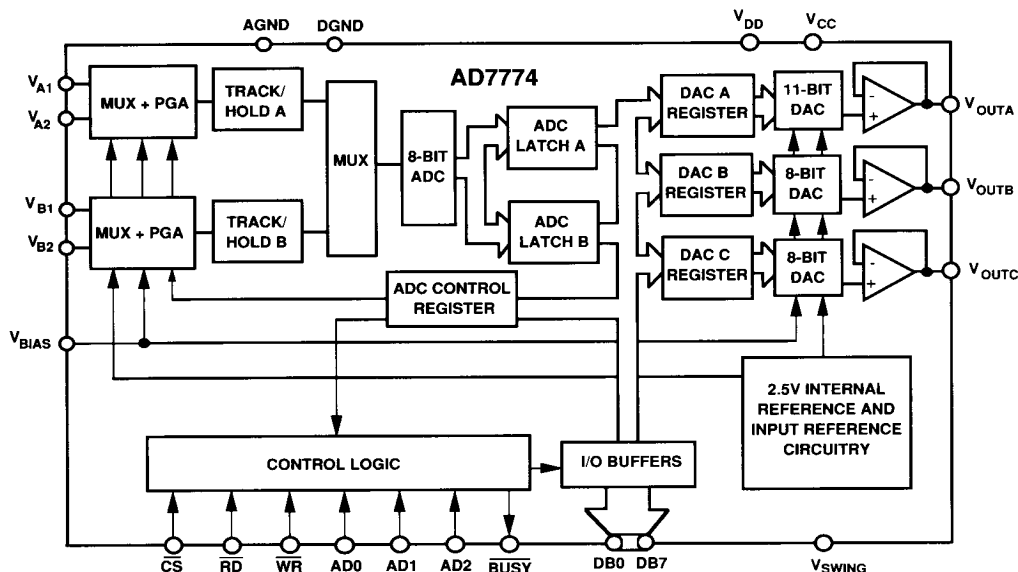 AGND
DGND
VDD
VCC
AD7774
VA1
VA2
MUX + PGA
TRACK/
HOLD A
MUX
8-BIT
ADC
ADC
LATCH A
DAC A
REGISTER
11-BIT
DAC
-
+
VOUTA
VB1
VB2
MUX + PGA
TRACK/
HOLD B
ADC
LATCH B
DAC B
REGISTER
8-BIT
DAC
-
+
VOUTB
DAC C
REGISTER
8-BIT
DAC
-
+
VOUTC
ADC CONTROL
REGISTER
VBIAS
2.5V INTERNAL
REFERENCE AND
INPUT REFERENCE
CIRCUITRY
CONTROL LOGIC
I/O BUFFERS
CS
RD
WR
AD0
AD1
AD2
BUSY
DB0
DB7
VSWING